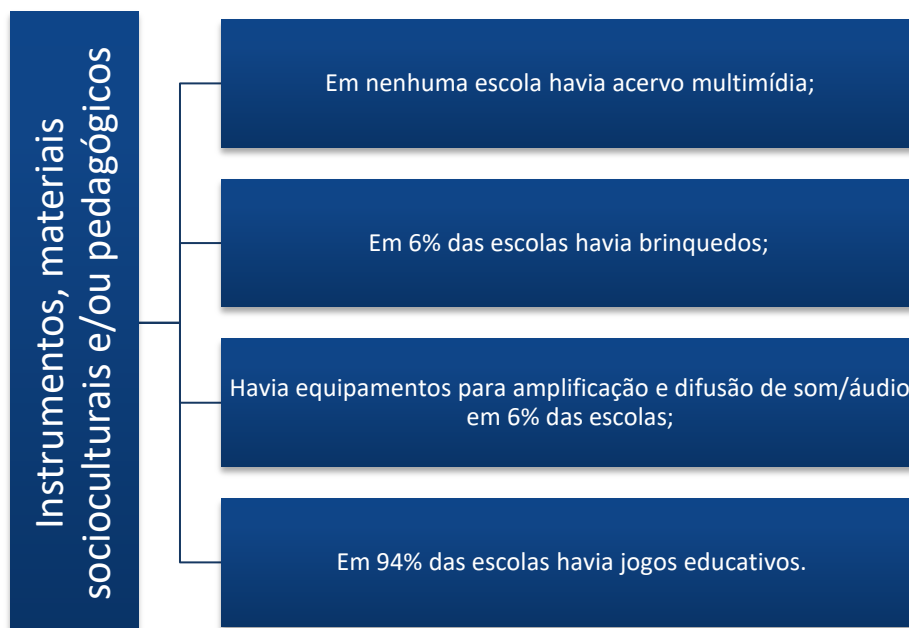 Instrumentos, materiais
socioculturais e/ou pedagógicos
Em nenhuma escola havia acervo multimídia;
Em 6% das escolas havia brinquedos;
Havia equipamentos para amplificação e difusão de som/áudio
em 6% das escolas;
Em 94% das escolas havia jogos educativos.